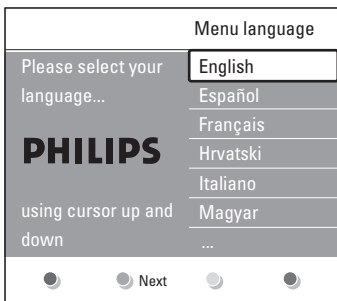 Menu language
Please select your
language...
PHILIPS
using cursor up and
down
English
Español
Français
Hrvatski
Italiano
Magyar
...
Next